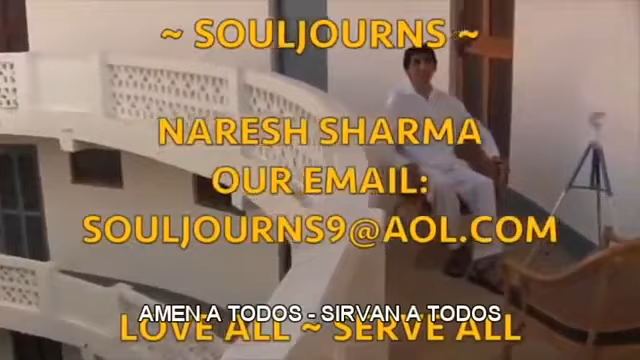 ~ SOULJOURNS ~
NARESH SHARMA
OUR EMAIL:
SOULJOURNS9@AOL.COM
AMEN A TODOS - SIRVAN A TODOS
LOVE ALL ~ SERVE ALL